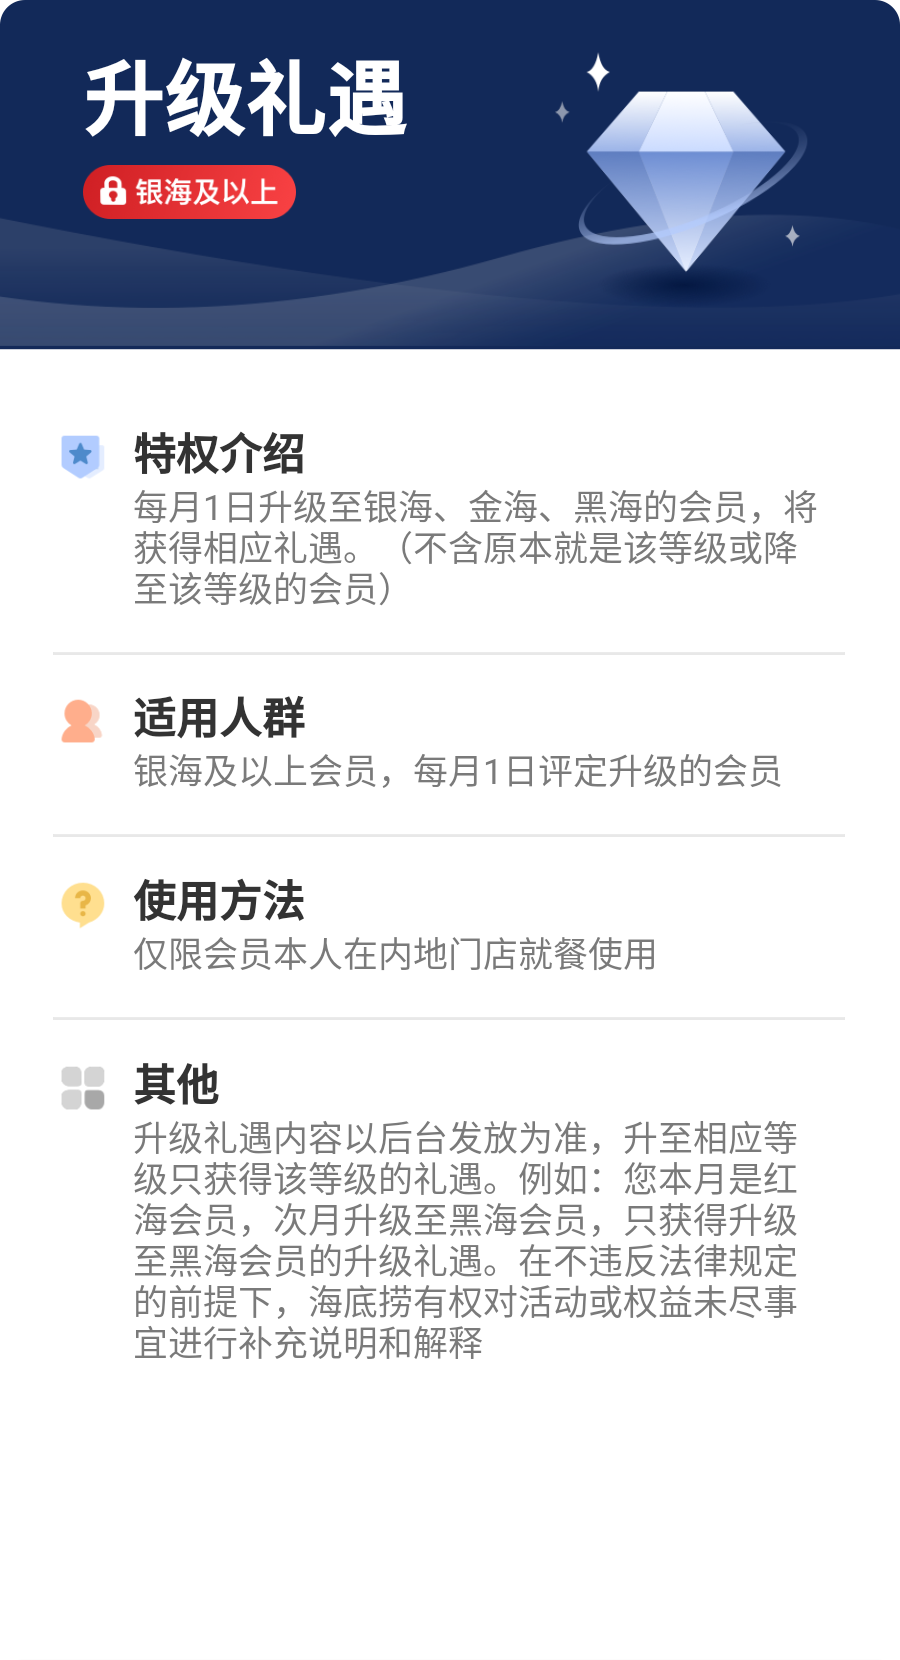 升级礼遇
银海及以上
特权介绍
每月1日升级至银海、金海、黑海的会员，将
获得相应礼遇。（不含原本就是该等级或降
至该等级的会员）
适用人群
银海及以上会员，每月1日评定升级的会员
使用方法
仅限会员本人在内地门店就餐使用
其他
升级礼遇内容以后台发放为准，升至相应等
级只获得该等级的礼遇。例如：您本月是红
海会员，次月升级至黑海会员，只获得升级
至黑海会员的升级礼遇。在不违反法律规定
的前提下，海底捞有权对活动或权益未尽事
宜进行补充说明和解释